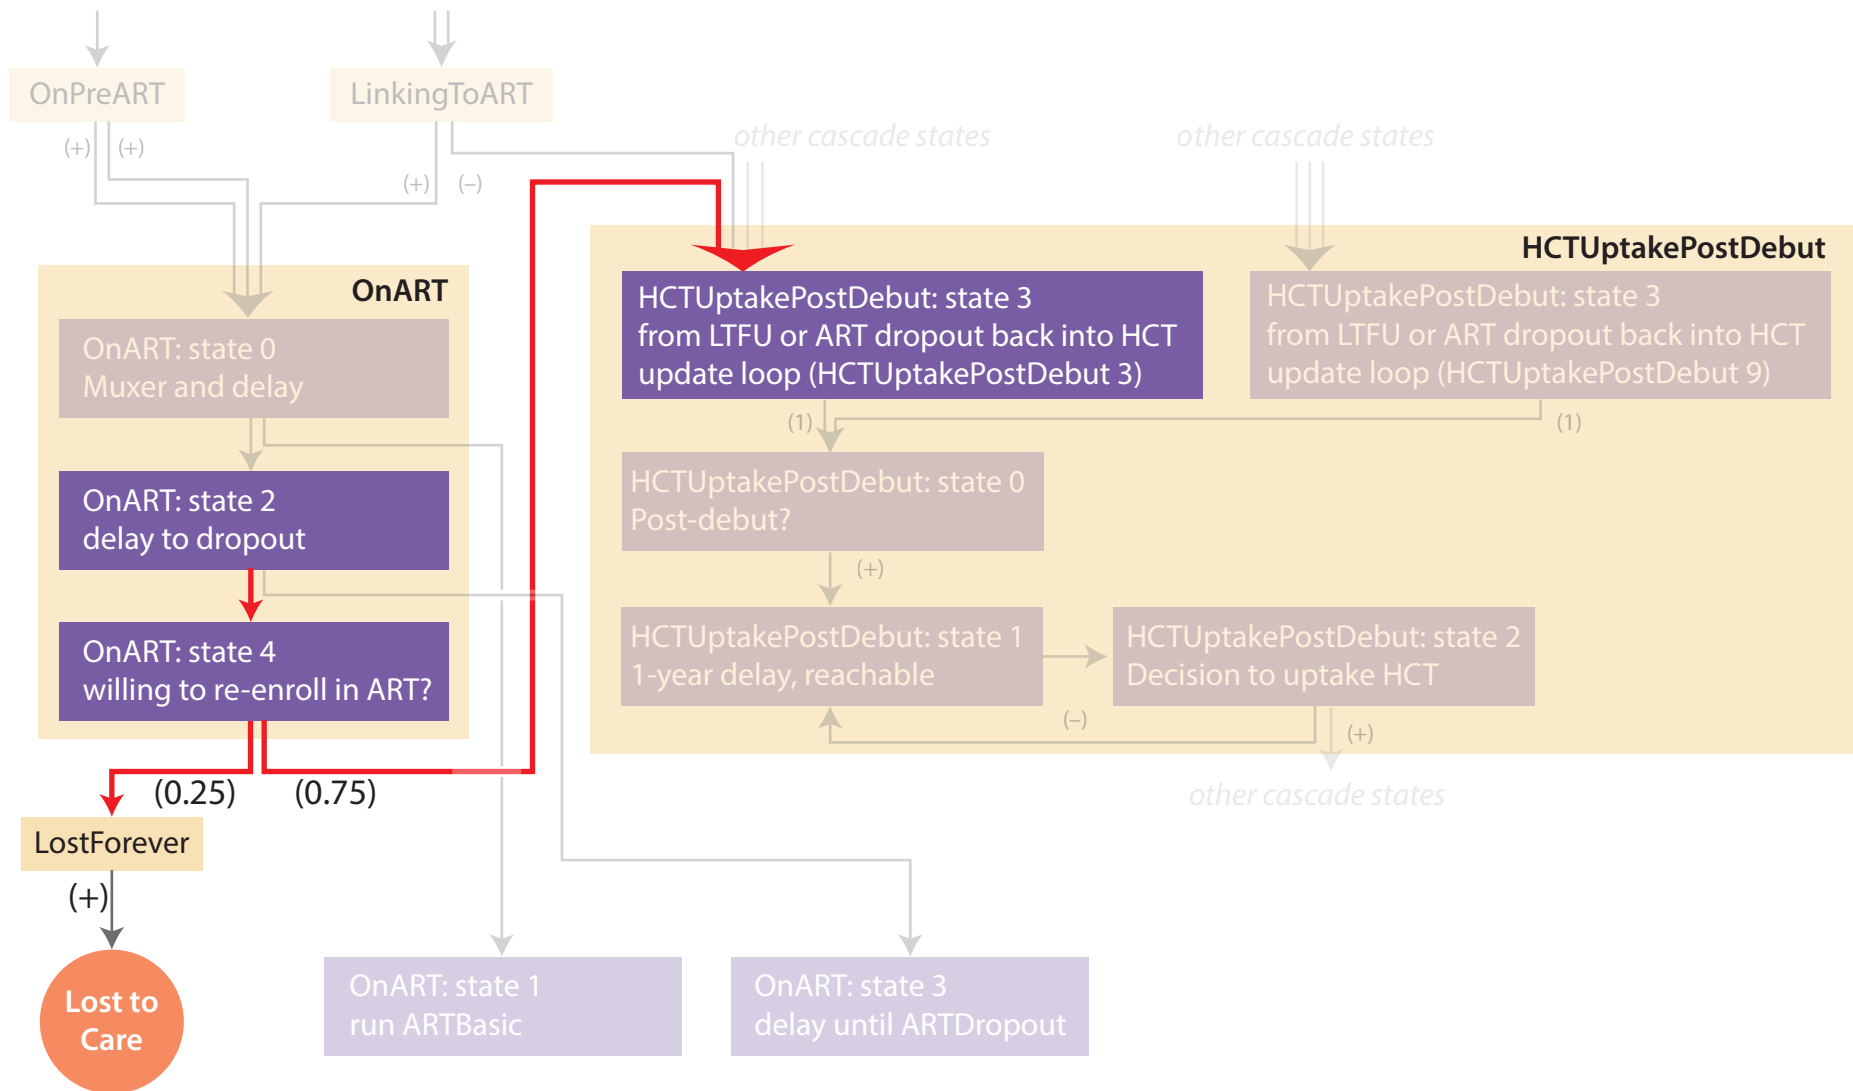 OnPreART
LinkingToART
(+)
(+)
(+)
(–)
other cascade states
other cascade states
OnART
OnART: state 0
Muxer and delay
OnART: state 2
delay to dropout
OnART: state 4
willing to re-enroll in ART?
(0.25)
(0.75)
LostForever
(+)
Lost to
Care
HCTUptakePostDebut
HCTUptakePostDebut: state 3
from LTFU or ART dropout back into HCT
update loop (HCTUptakePostDebut 3)
HCTUptakePostDebut: state 3
from LTFU or ART dropout back into HCT
update loop (HCTUptakePostDebut 9)
(1)
(1)
HCTUptakePostDebut: state 0
Post-debut?
(+)
HCTUptakePostDebut: state 1
1-year delay, reachable
HCTUptakePostDebut: state 2
Decision to uptake HCT
(–)
(+)
other cascade states
OnART: state 1
run ARTBasic
OnART: state 3
delay until ARTDropout